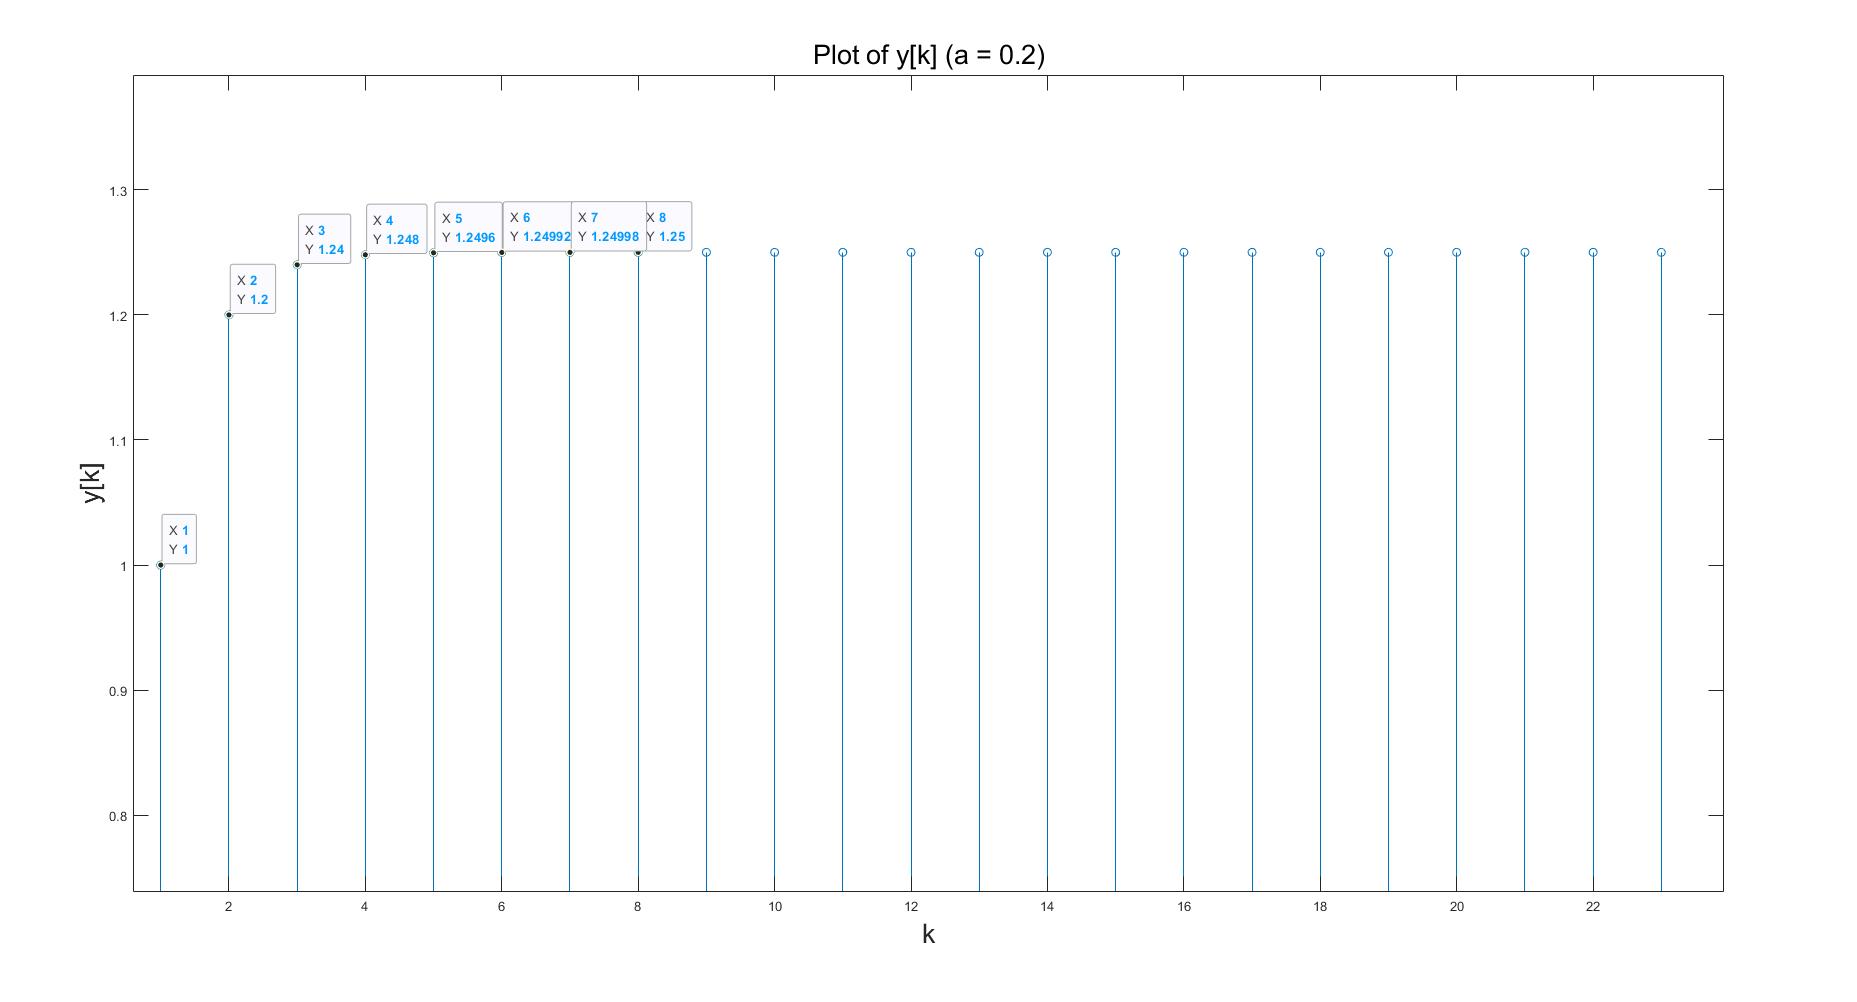 Plot of y[k] (a = 0.2)
1.3
1.2
1.1
1
0.9
0.8
y[k]
X 1
Y 1
X 2
Y 1.2
X 3
Y 1.24
X 4
Y 1.248
X 5
Y 1.2496
X 6
Y 1.24992
X 7
Y 1.24998
X 8
Y 1.25
2 4 6 8 10 12 14 16 18 20 22
k